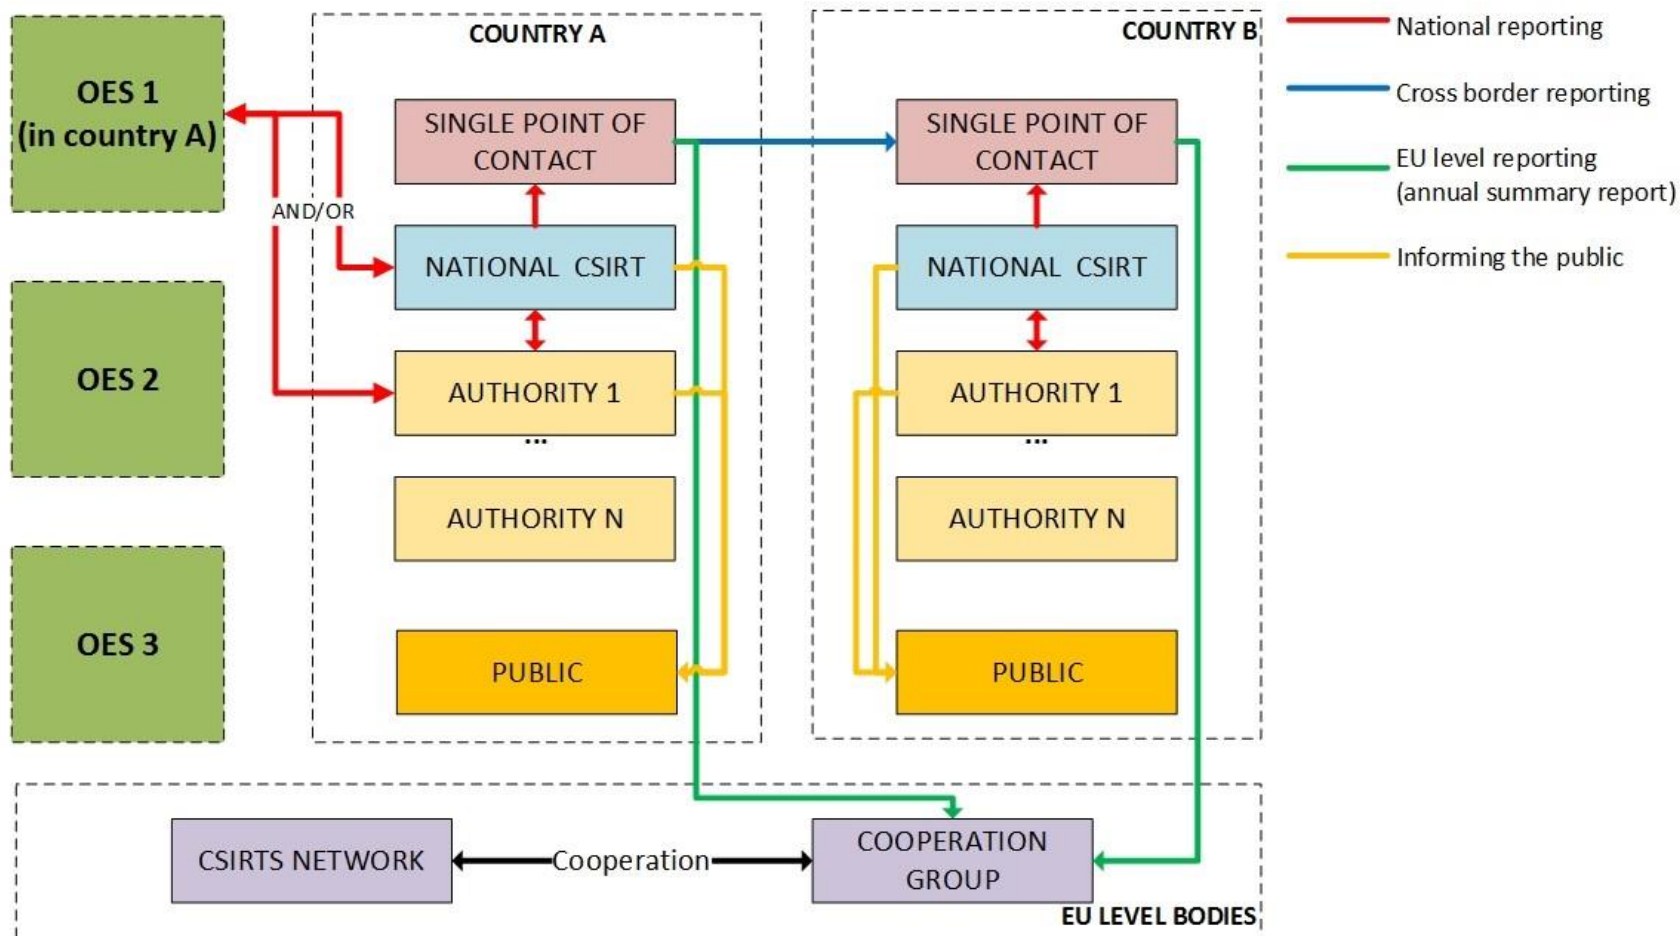 COUNTRY A
COUNTRY B
National reporting
Cross border reporting
EU level reporting
(annual summary report)
Informing the public
OES 1
(in country A)
AND/OR
OES 2
OES 3
SINGLE POINT OF
CONTACT
NATIONAL CSIRT
AUTHORITY 1
...
AUTHORITY N
PUBLIC
SINGLE POINT OF
CONTACT
NATIONAL CSIRT
AUTHORITY 1
...
AUTHORITY N
PUBLIC
CSIRTS NETWORK
Cooperation
COOPERATION
GROUP
EU LEVEL BODIES